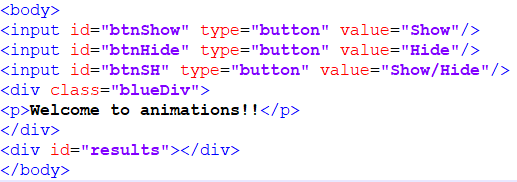 <body>
<input id="btnShow" type="button" value="Show"/>
<input id="btnHide" type="button" value="Hide"/>
<input id="btnSH" type="button" value="Show/Hide"/>
<div class="blueDiv">
<p>Welcome to animations!!</p>
</div>
<div id="results"></div>
</body>